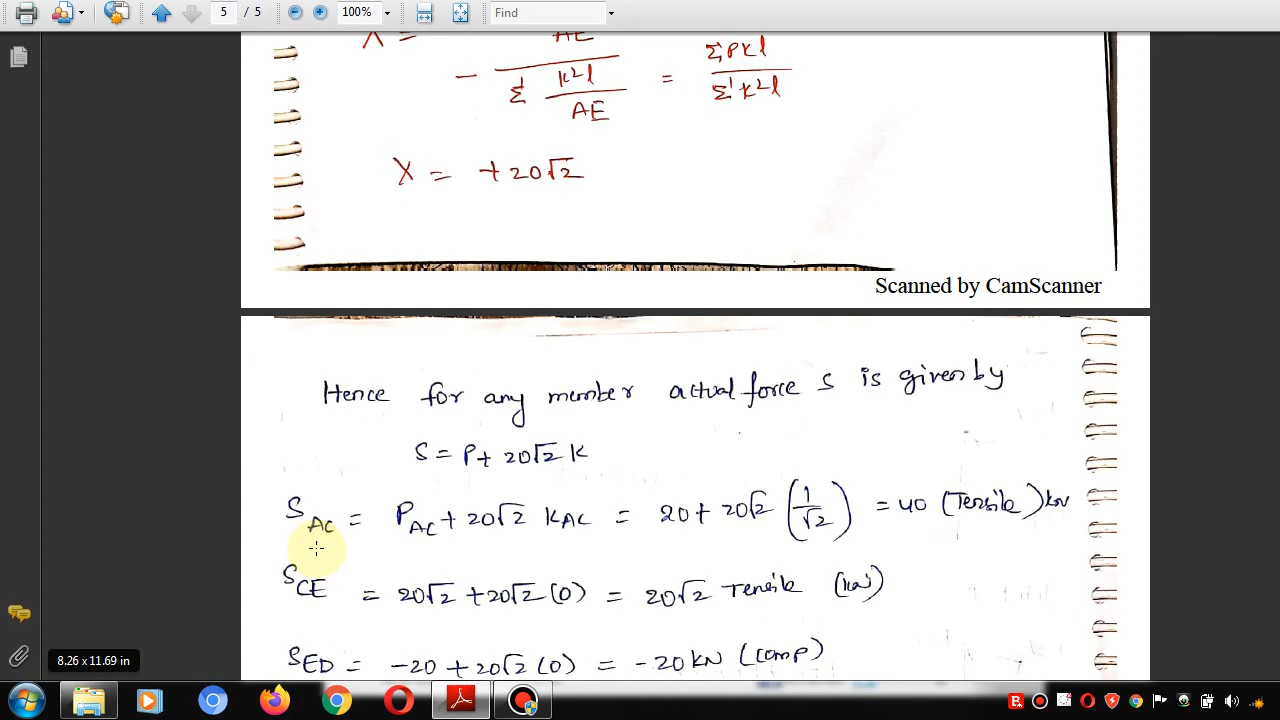 5 / 5
100%
Find
X =
AE
- Σ k²l / AE = ΣPKl / Σk²l
X = +20√2
Scanned by CamScanner
Hence for any member actual force S is given by
S = P + 20√2 K
S_AC = P_AC + 20√2 K_AC = 20 + 20√2 (1/√2) = 40 (Tensile) kN
S_CE = 20√2 + 20√2 (0) = 20√2 Tensile (kN)
S_ED = -20 + 20√2 (0) = -20 kN (comp)
8.26 x 11.69 in